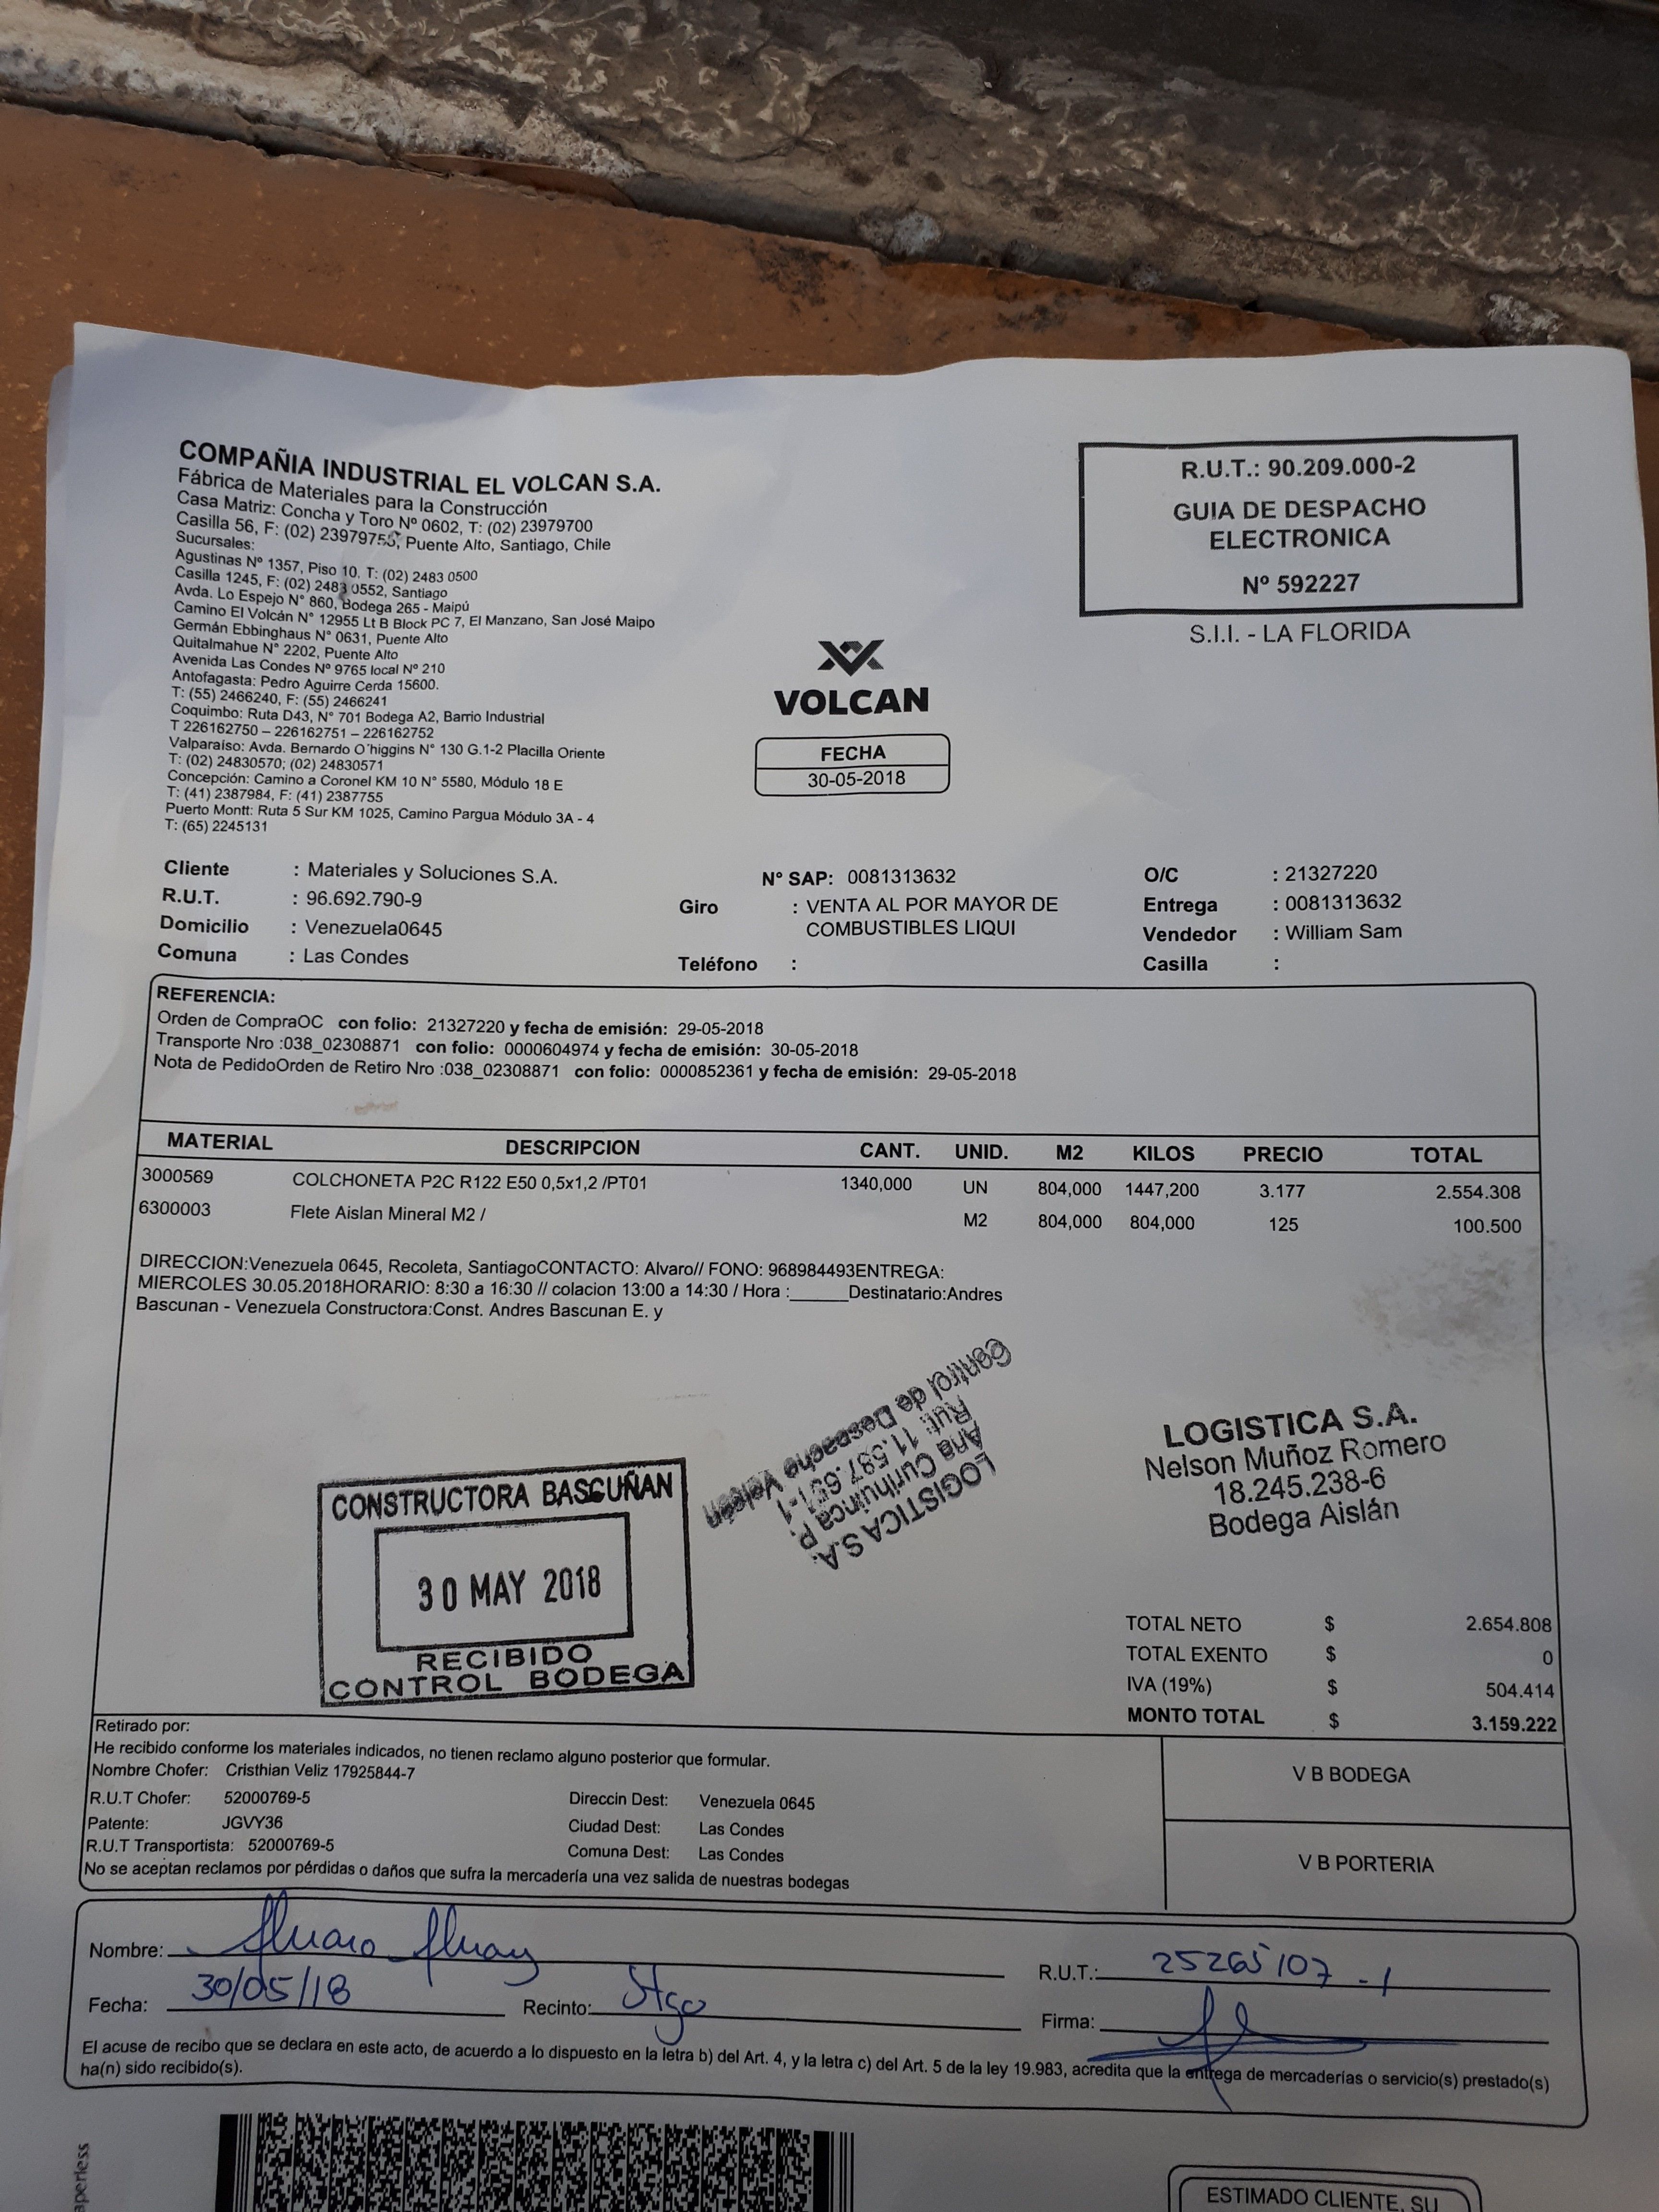 COMPAÑIA INDUSTRIAL EL VOLCAN S.A.
Fábrica de Materiales para la Construcción
Casa Matriz: Concha y Toro Nº 0602, T: (02) 23979700
Casilla 56, F: (02) 23979755, Puente Alto, Santiago, Chile
Sucursales:
Agustinas Nº 1357, Piso 10. T: (02) 2483 0500
Casilla 1245, F: (02) 2483 0552, Santiago
Avda. Lo Espejo N° 860, Bodega 265 - Maipú
Camino El Volcán N° 12955 Lt B Block PC 7, El Manzano, San José Maipo
Germán Ebbinghaus N° 0631, Puente Alto
Quitalmahue N° 2202, Puente Alto
Avenida Las Condes Nº 9765 local Nº 210
Antofagasta: Pedro Aguirre Cerda 15600.
T: (55) 2466240, F: (55) 2466241
Coquimbo: Ruta D43, N° 701 Bodega A2, Barrio Industrial
T 226162750 – 226162751 – 226162752
Valparaíso: Avda. Bernardo O´higgins N° 130 G.1-2 Placilla Oriente
T: (02) 24830570; (02) 24830571
Concepción: Camino a Coronel KM 10 N° 5580, Módulo 18 E
T: (41) 2387984, F: (41) 2387755
Puerto Montt: Ruta 5 Sur KM 1025, Camino Pargua Módulo 3A - 4
T: (65) 2245131
R.U.T.: 90.209.000-2
GUIA DE DESPACHO
ELECTRONICA
Nº 592227
S.I.I. - LA FLORIDA
VOLCAN
FECHA
30-05-2018
Cliente : Materiales y Soluciones S.A. N° SAP: 0081313632 O/C : 21327220
R.U.T. : 96.692.790-9 Giro : VENTA AL POR MAYOR DE Entrega : 0081313632
Domicilio : Venezuela0645 COMBUSTIBLES LIQUI Vendedor : William Sam
Comuna : Las Condes Teléfono : Casilla :
REFERENCIA:
Orden de CompraOC con folio: 21327220 y fecha de emisión: 29-05-2018
Transporte Nro :038_02308871 con folio: 0000604974 y fecha de emisión: 30-05-2018
Nota de PedidoOrden de Retiro Nro :038_02308871 con folio: 0000852361 y fecha de emisión: 29-05-2018
MATERIAL DESCRIPCION CANT. UNID. M2 KILOS PRECIO TOTAL
3000569 COLCHONETA P2C R122 E50 0,5x1,2 /PT01 1340,000 UN 804,000 1447,200 3.177 2.554.308
6300003 Flete Aislan Mineral M2 / M2 804,000 804,000 125 100.500
DIRECCION:Venezuela 0645, Recoleta, SantiagoCONTACTO: Alvaro// FONO: 968984493ENTREGA:
MIERCOLES 30.05.2018HORARIO: 8:30 a 16:30 // colacion 13:00 a 14:30 / Hora :______Destinatario:Andres
Bascunan - Venezuela Constructora:Const. Andres Bascunan E. y
LOGISTICA S.A.
Ana Curihuinca P.
Rut: 11.587.651-1
Control de Despacho Volcán
LOGISTICA S.A.
Nelson Muñoz Romero
18.245.238-6
Bodega Aislán
CONSTRUCTORA BASCUÑAN
30 MAY 2018
RECIBIDO
CONTROL BODEGA
TOTAL NETO $ 2.654.808
TOTAL EXENTO $ 0
IVA (19%) $ 504.414
MONTO TOTAL $ 3.159.222
Retirado por:
He recibido conforme los materiales indicados, no tienen reclamo alguno posterior que formular.
Nombre Chofer: Cristhian Veliz 17925844-7
R.U.T Chofer: 52000769-5 Direccin Dest: Venezuela 0645
Patente: JGVY36 Ciudad Dest: Las Condes
R.U.T Transportista: 52000769-5 Comuna Dest: Las Condes
No se aceptan reclamos por pérdidas o daños que sufra la mercadería una vez salida de nuestras bodegas
V B BODEGA
V B PORTERIA
Nombre: Alvaro R.U.T.: 25265107-1
Fecha: 30/05/18 Recinto: Stgo Firma:
El acuse de recibo que se declara en este acto, de acuerdo a lo dispuesto en la letra b) del Art. 4, y la letra c) del Art. 5 de la ley 19.983, acredita que la entrega de mercaderías o servicio(s) prestado(s)
ha(n) sido recibido(s).
ESTIMADO CLIENTE, SU